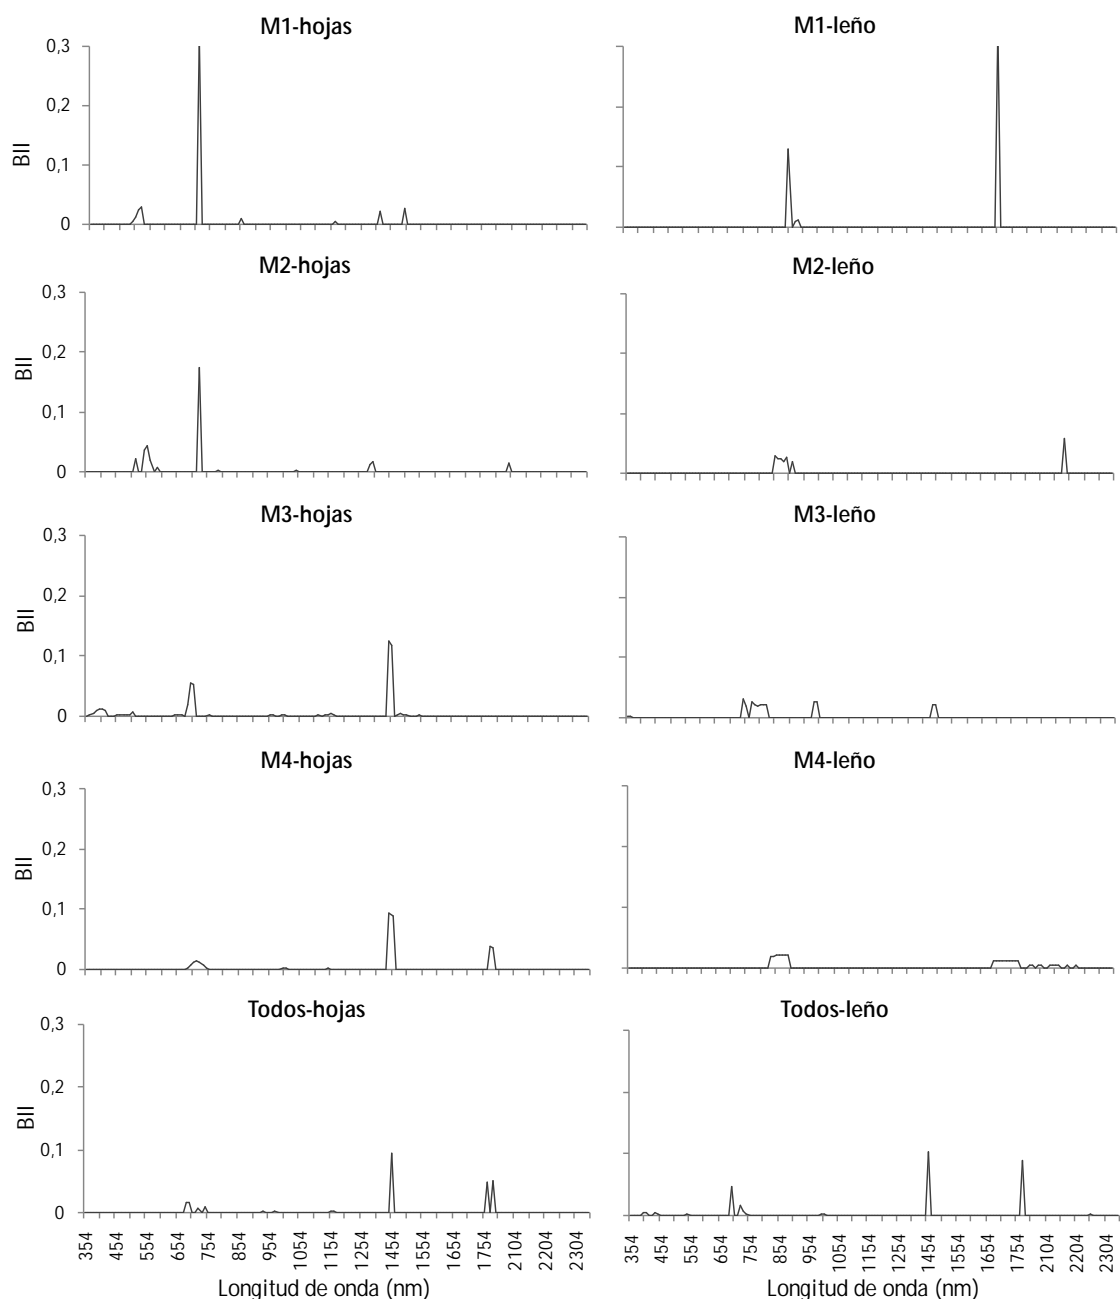 M1-hojas
M1-leño
0,3
0,2
BII
0,1
0
M2-hojas
M2-leño
0,3
0,2
BII
0,1
0
M3-hojas
M3-leño
0,3
0,2
BII
0,1
0
M4-hojas
M4-leño
0,3
0,2
BII
0,1
0
Todos-hojas
Todos-leño
0,3
0,2
BII
0,1
0
354 454 554 654 754 854 954 1054 1154 1254 1354 1454 1554 1654 1754 2104 2204 2304
354 454 554 654 754 854 954 1054 1154 1254 1354 1454 1554 1654 1754 2104 2204 2304
Longitud de onda (nm)
Longitud de onda (nm)